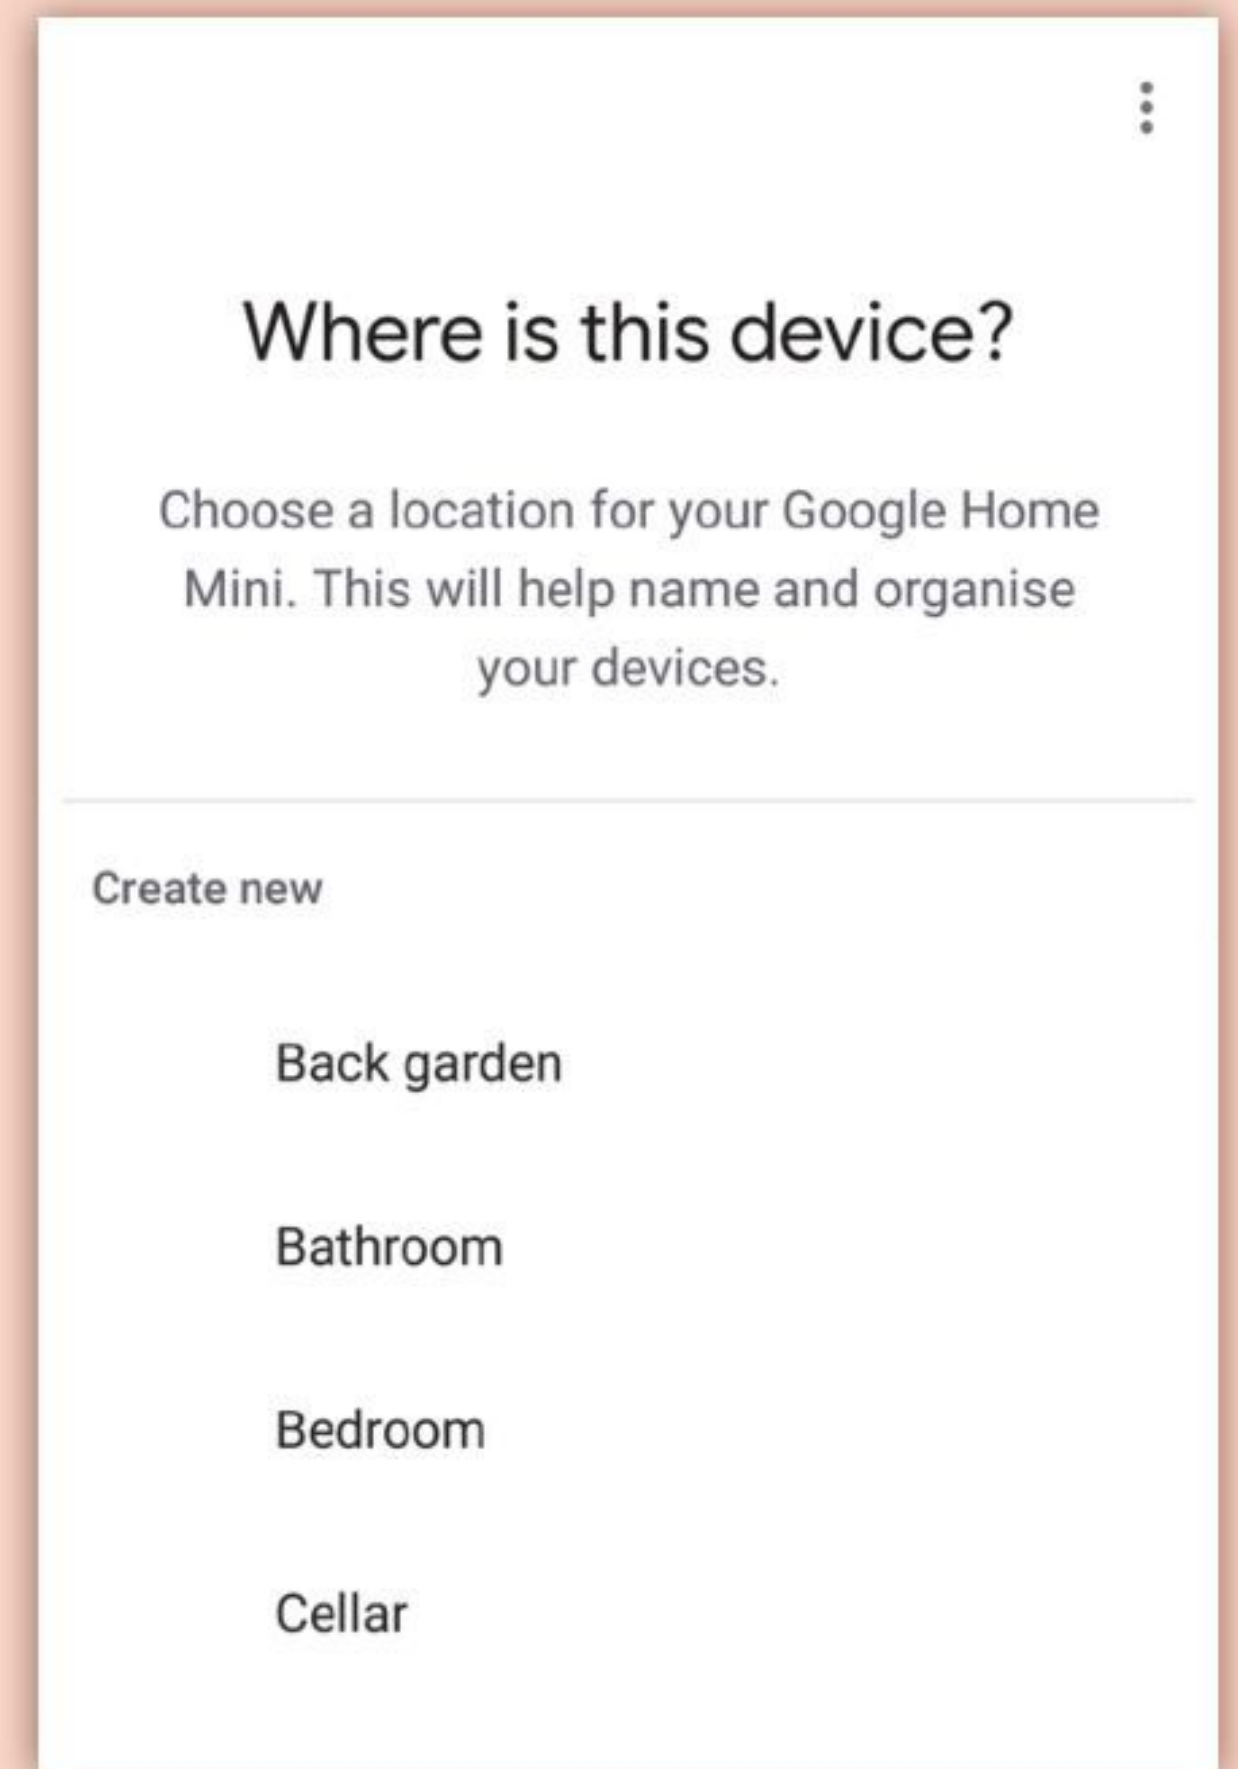 Where is this device?
Choose a location for your Google Home
Mini. This will help name and organise
your devices.
Create new
Back garden
Bathroom
Bedroom
Cellar